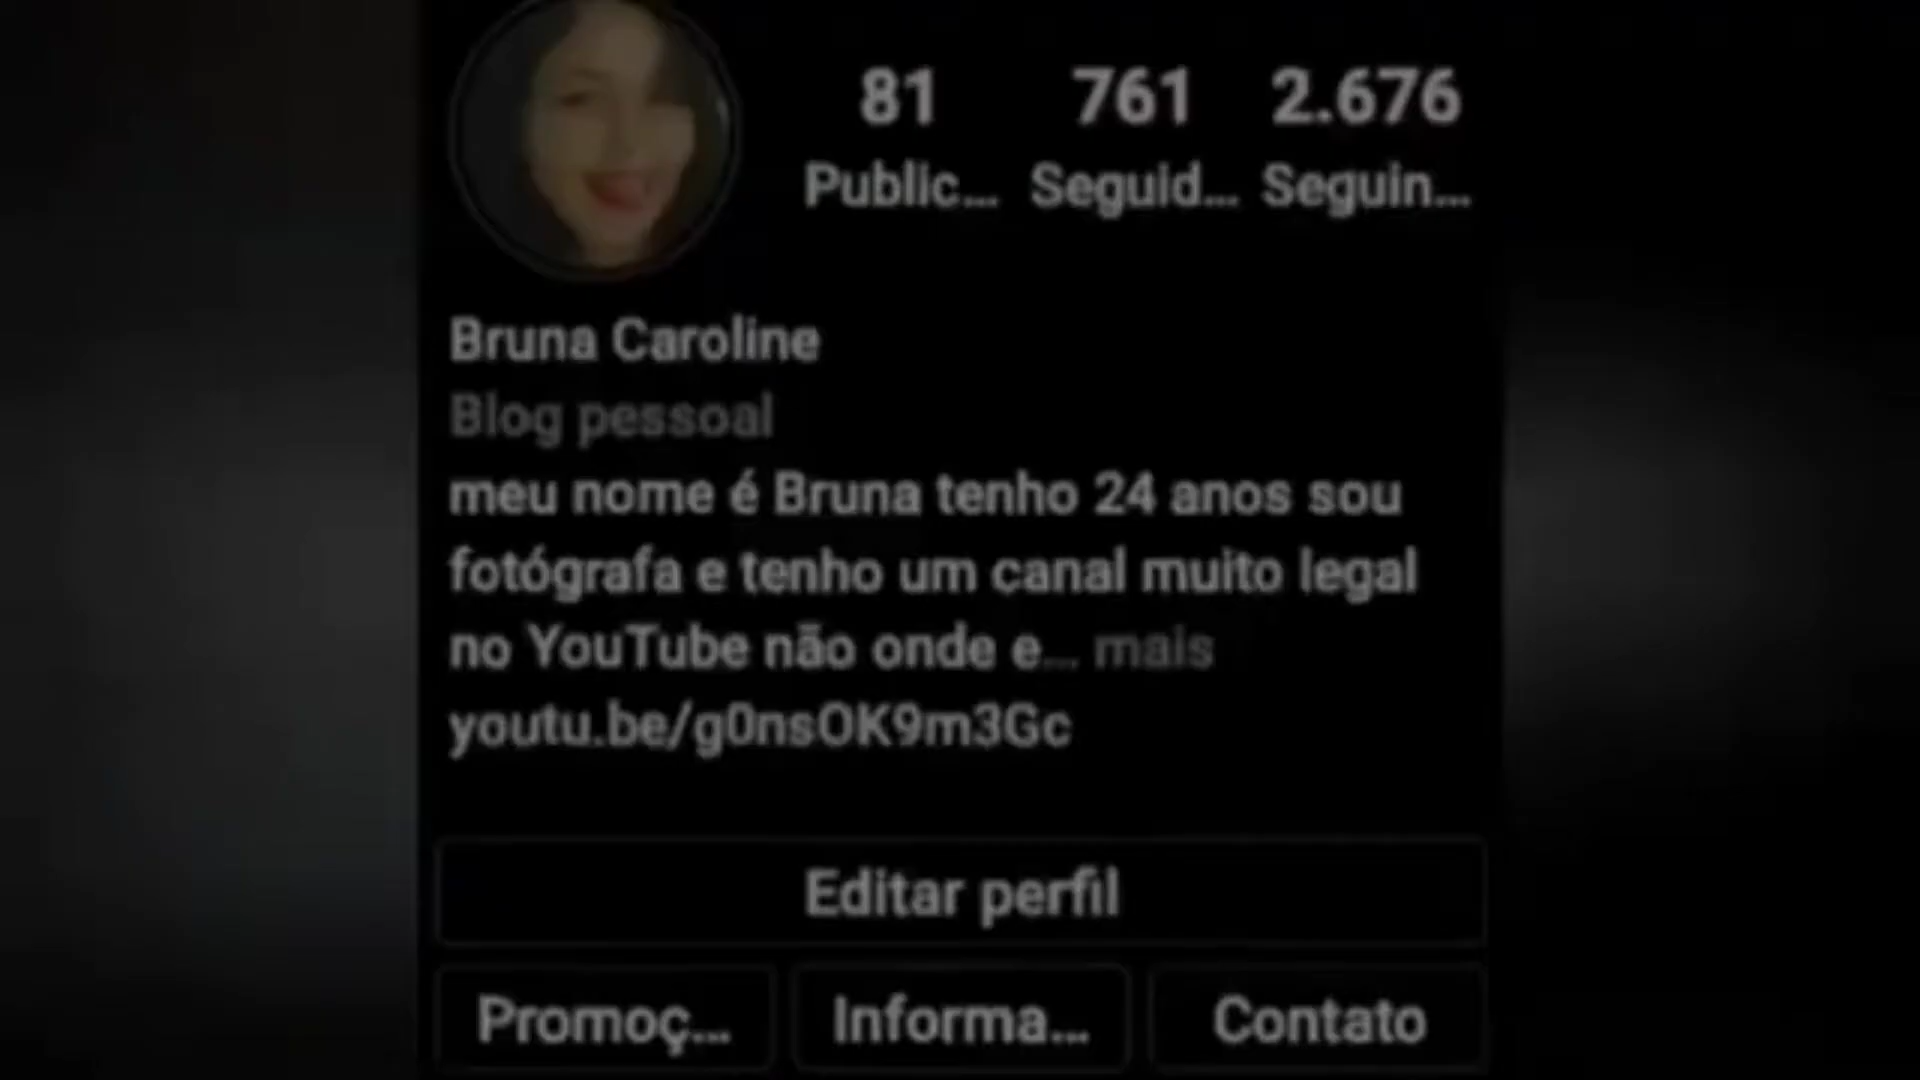 81 761 2.676
Public... Seguid... Seguin...
Bruna Caroline
Blog pessoal
meu nome é Bruna tenho 24 anos sou
fotógrafa e tenho um canal muito legal
no YouTube não onde e... mais
youtu.be/g0nsOK9m3Gc
Editar perfil
Promoç... Informa... Contato